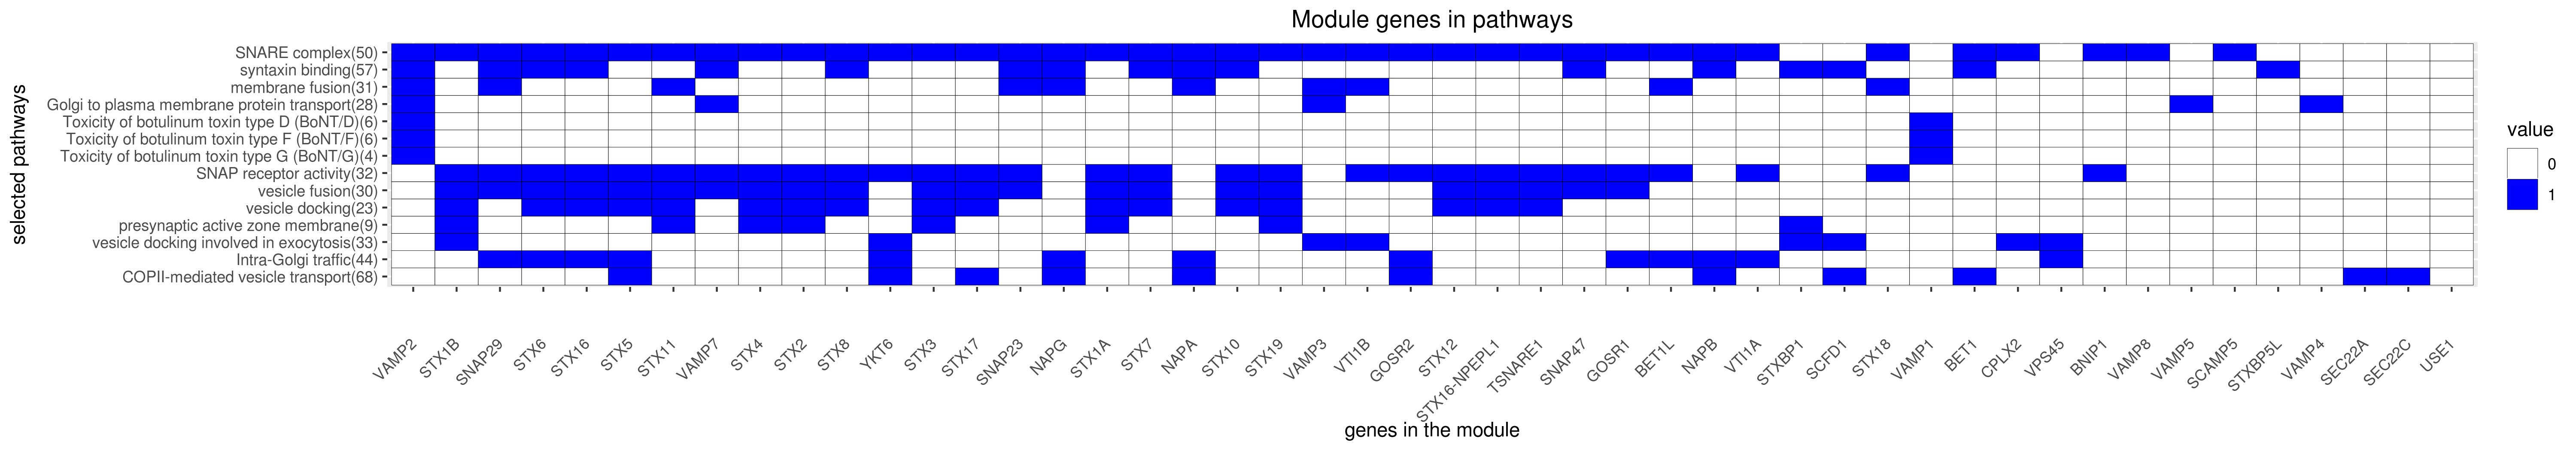 Module genes in pathways
selected pathways
SNARE complex(50)
syntaxin binding(57)
membrane fusion(31)
Golgi to plasma membrane protein transport(28)
Toxicity of botulinum toxin type D (BoNT/D)(6)
Toxicity of botulinum toxin type F (BoNT/F)(6)
Toxicity of botulinum toxin type G (BoNT/G)(4)
SNAP receptor activity(32)
vesicle fusion(30)
vesicle docking(23)
presynaptic active zone membrane(9)
vesicle docking involved in exocytosis(33)
Intra-Golgi traffic(44)
COPII-mediated vesicle transport(68)
VAMP2
STX1B
SNAP29
STX6
STX16
STX5
STX11
VAMP7
STX4
STX2
STX8
YKT6
STX3
STX17
SNAP23
NAPG
STX1A
STX7
NAPA
STX10
STX19
VAMP3
VTI1B
GOSR2
STX12
STX16-NPEPL1
TSNARE1
SNAP47
GOSR1
BET1L
NAPB
VTI1A
STXBP1
SCFD1
STX18
VAMP1
BET1
CPLX2
VPS45
BNIP1
VAMP8
VAMP5
SCAMP5
STXBP5L
VAMP4
SEC22A
SEC22C
USE1
genes in the module
value
0
1